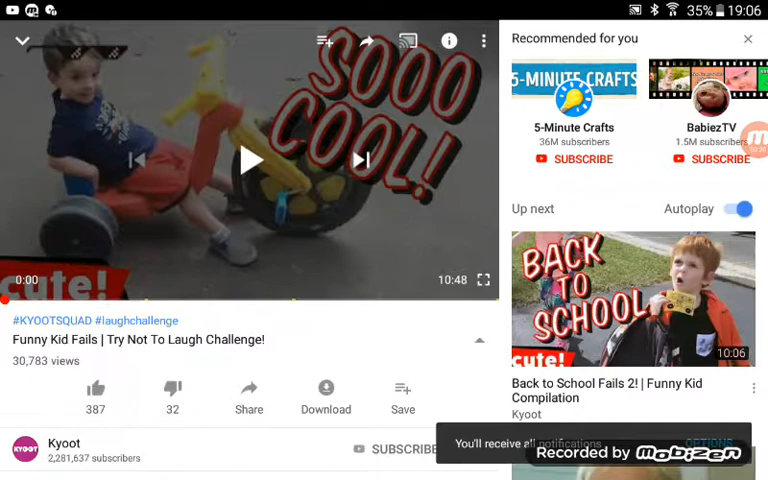 35% 19:06
SOOO
COOL!
cute!
0:00
10:48
#KYOOTSQUAD #laughchallenge
Funny Kid Fails | Try Not To Laugh Challenge!
30,783 views
387
32
Share
Download
Save
KYOOT
Kyoot
2,281,637 subscribers
SUBSCRIBE
Recommended for you
5-MINUTE CRAFTS
5-Minute Crafts
36M subscribers
SUBSCRIBE
BabiezTV
1.5M subscribers
SUBSCRIBE
Up next
Autoplay
BACK
TO
SCHOOL
cute!
10:06
Back to School Fails 2! | Funny Kid
Compilation
Kyoot
You'll receive all notifications
OPTIONS
Recorded by Mobizen